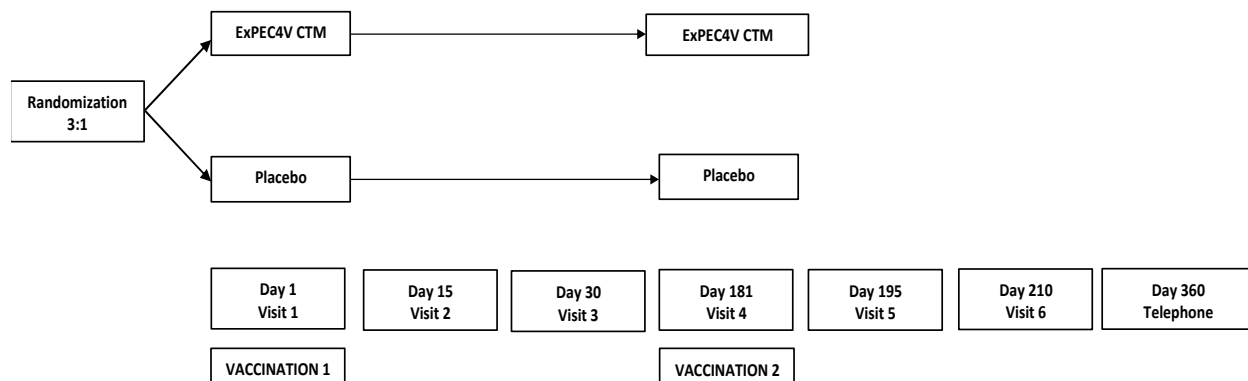 ExPEC4V CTM
ExPEC4V CTM
Randomization
3:1
Placebo
Placebo
Day 1
Visit 1
Day 15
Visit 2
Day 30
Visit 3
Day 181
Visit 4
Day 195
Visit 5
Day 210
Visit 6
Day 360
Telephone
VACCINATION 1
VACCINATION 2